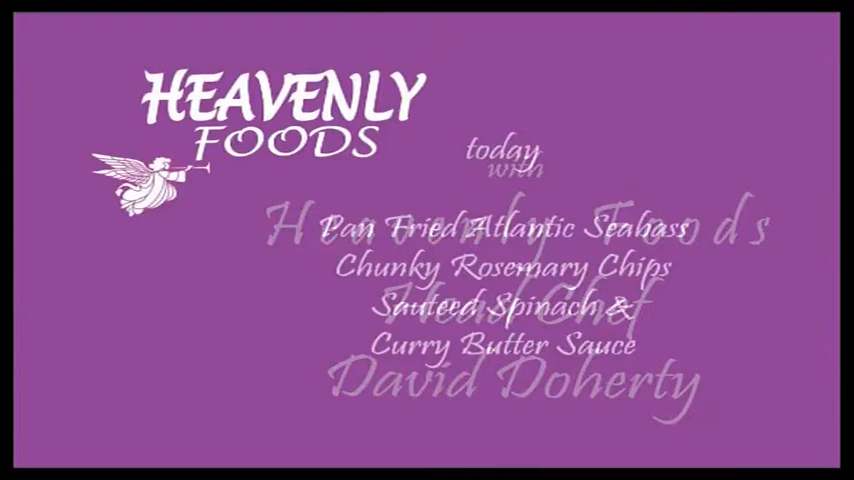 HEAVENLY
FOODS
today
with
Heavenly Foods
Pan Fried Atlantic Seabass
Chunky Rosemary Chips
Head Chef
Sauteed Spinach &
Curry Butter Sauce
David Doherty